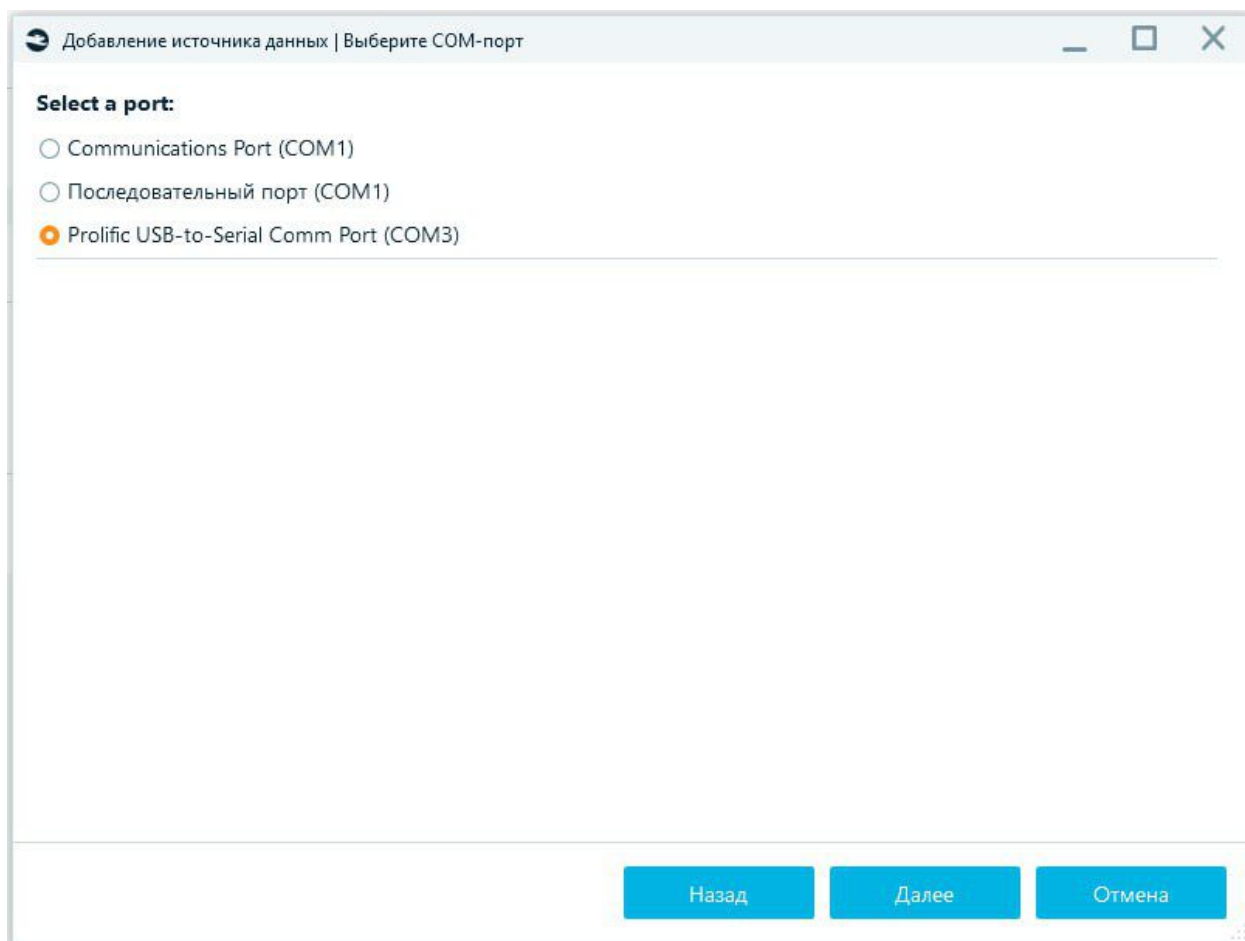 Добавление источника данных | Выберите COM-порт
Select a port:
Communications Port (COM1)
Последовательный порт (COM1)
Prolific USB-to-Serial Comm Port (COM3)
Назад Далее Отмена